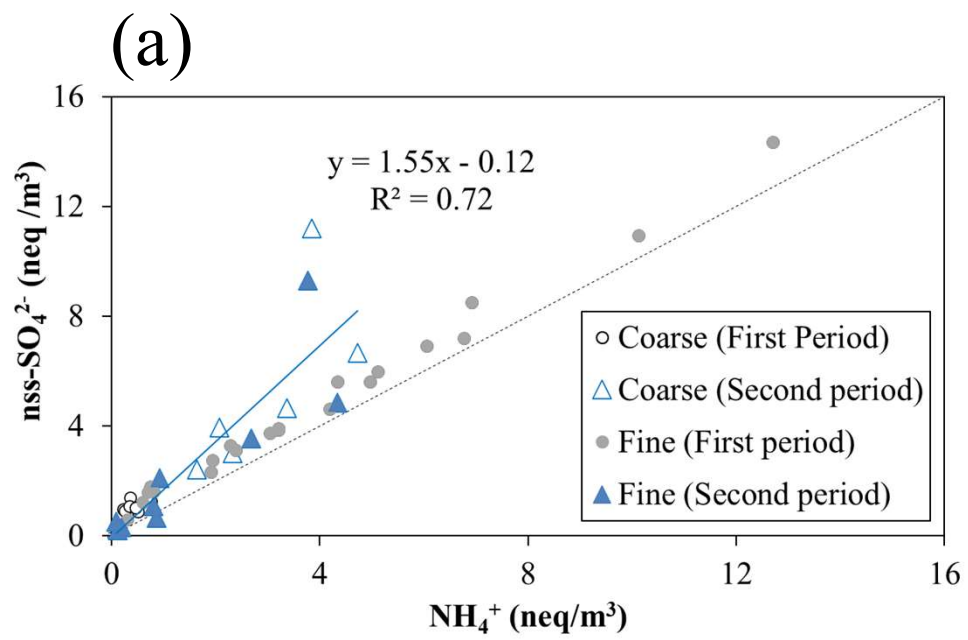 (a)
16
12
8
4
0
nss-SO₄²⁻ (neq /m³)
y = 1.55x - 0.12
R² = 0.72
Coarse (First Period)
Coarse (Second period)
Fine (First period)
Fine (Second period)
0 4 8 12 16
NH₄⁺ (neq/m³)